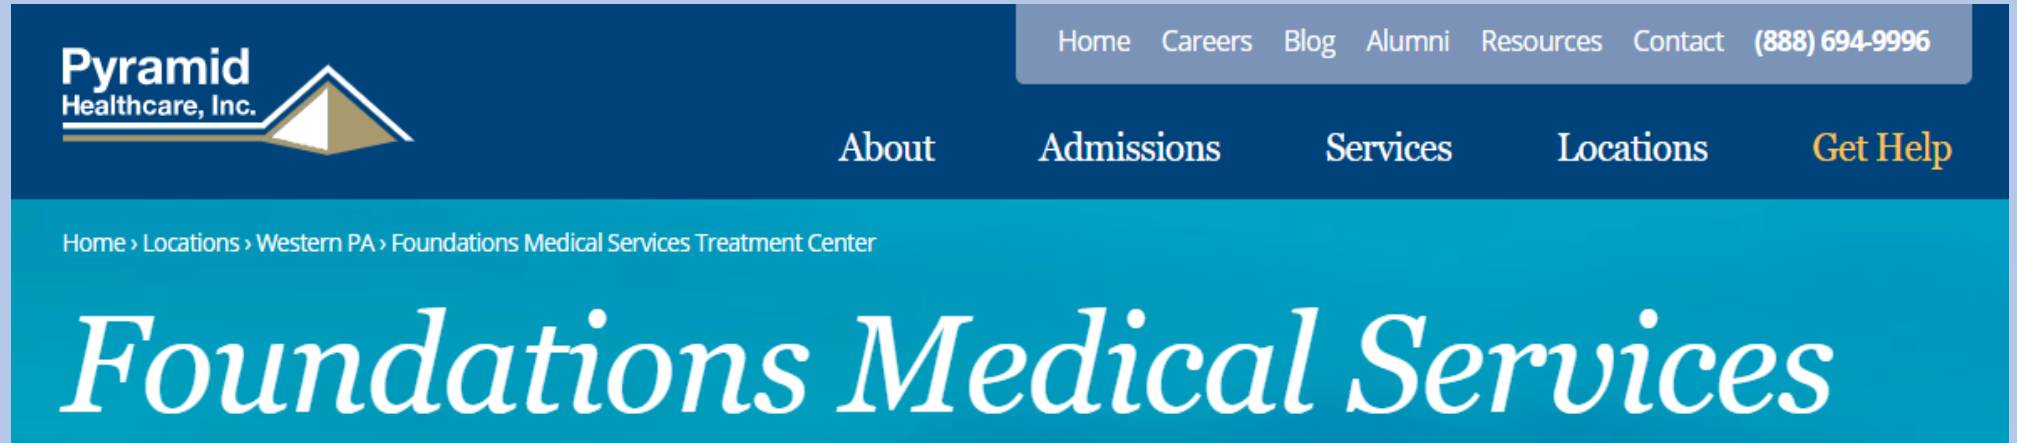 Pyramid
Healthcare, Inc.
Home Careers Blog Alumni Resources Contact (888) 694-9996
About Admissions Services Locations Get Help
Home › Locations › Western PA › Foundations Medical Services Treatment Center
Foundations Medical Services